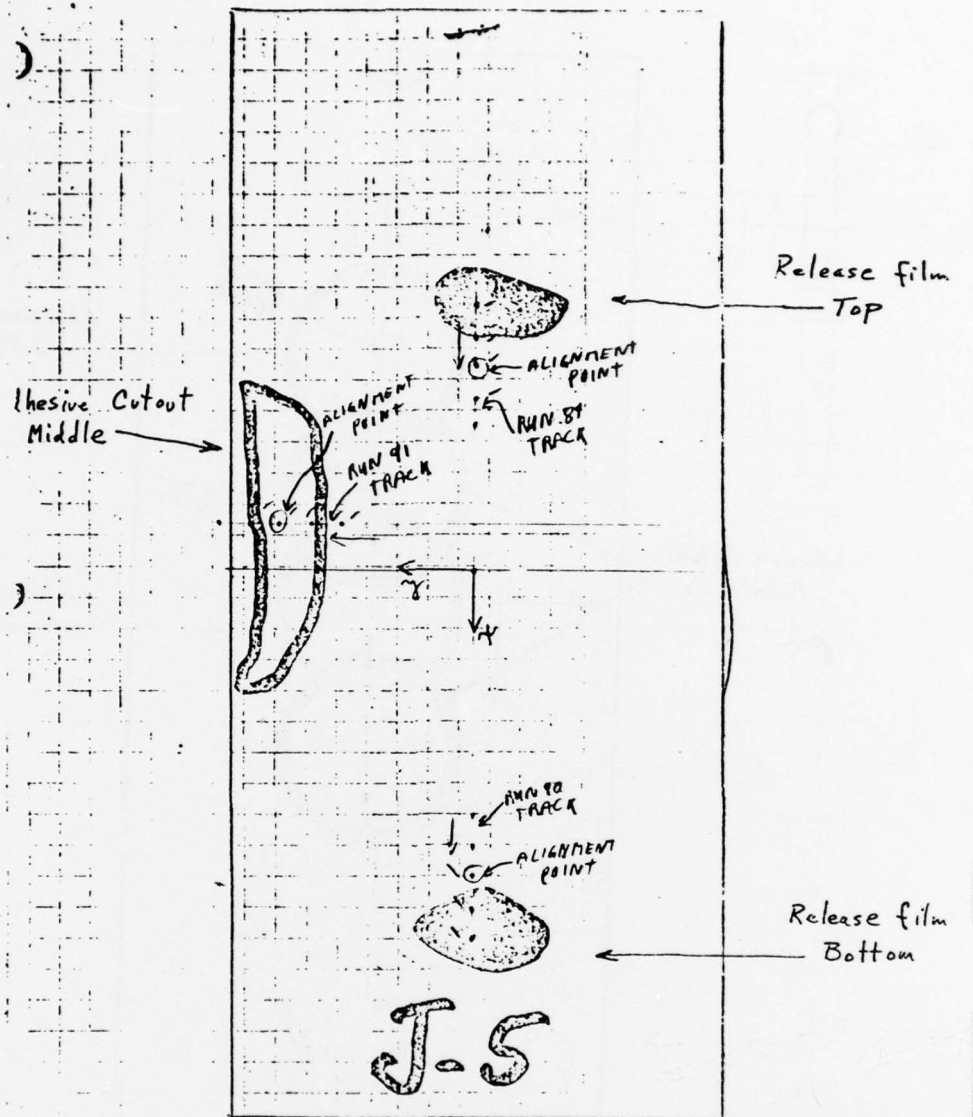 Release film
Top
ALIGNMENT
POINT
RUN 89
TRACK
hesive Cutout
Middle
ALIGNMENT
POINT
RUN 91
TRACK
RUN 90
TRACK
ALIGNMENT
POINT
Release film
Bottom
J-5